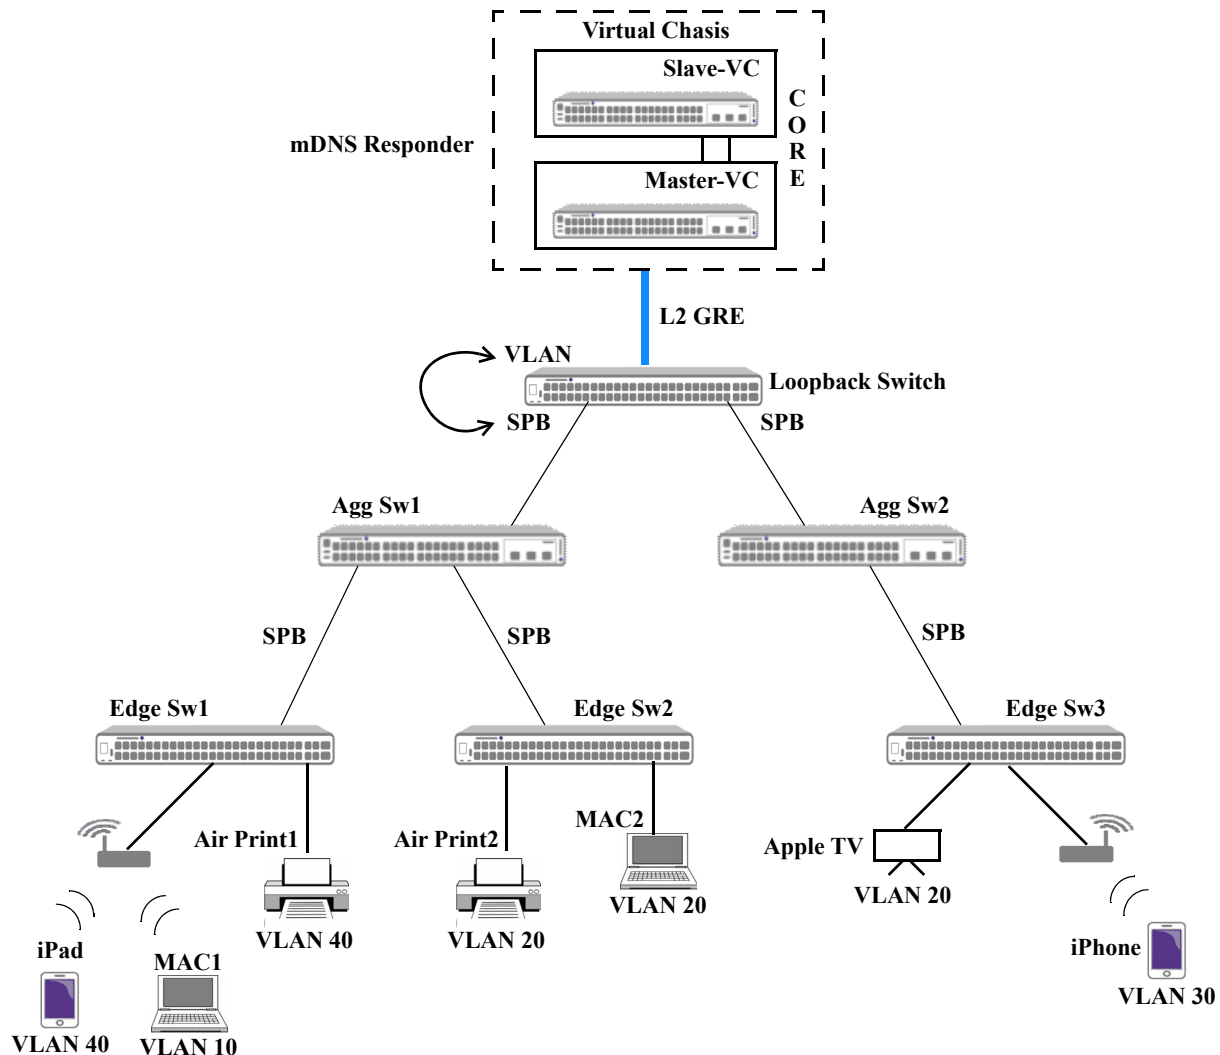 Virtual Chasis
Slave-VC
CORE
mDNS Responder
Master-VC
L2 GRE
VLAN
Loopback Switch
SPB
SPB
Agg Sw1
Agg Sw2
SPB
SPB
SPB
Edge Sw1
Edge Sw2
Edge Sw3
MAC2
Air Print1
Air Print2
Apple TV
VLAN 20
VLAN 20
VLAN 40
VLAN 20
iPad
MAC1
iPhone
VLAN 30
VLAN 40
VLAN 10